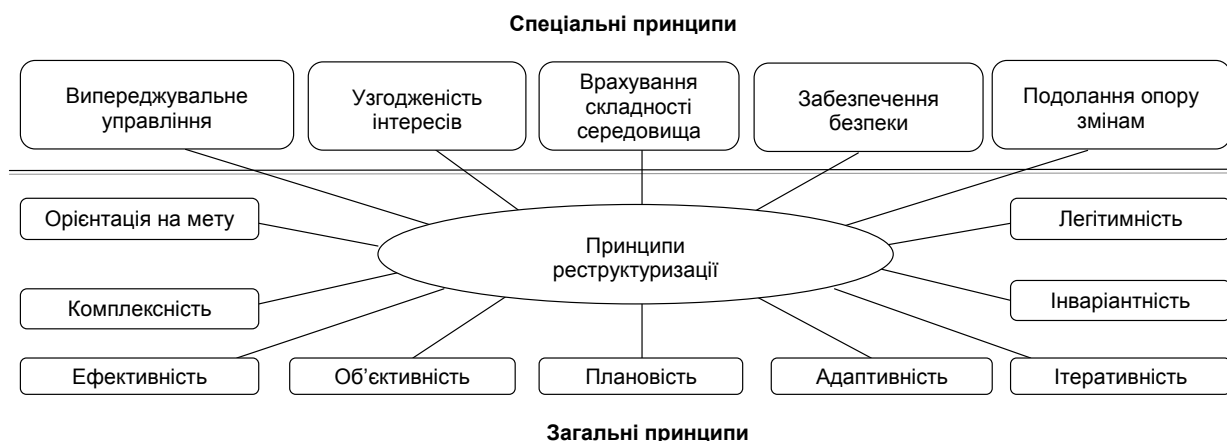 Спеціальні принципи
Випереджувальне
управління
Узгодженість
інтересів
Врахування
складності
середовища
Забезпечення
безпеки
Подолання опору
змінам
Орієнтація на мету
Легітимність
Принципи
реструктуризації
Комплексність
Інваріантність
Ефективність
Об’єктивність
Плановість
Адаптивність
Ітеративність
Загальні принципи